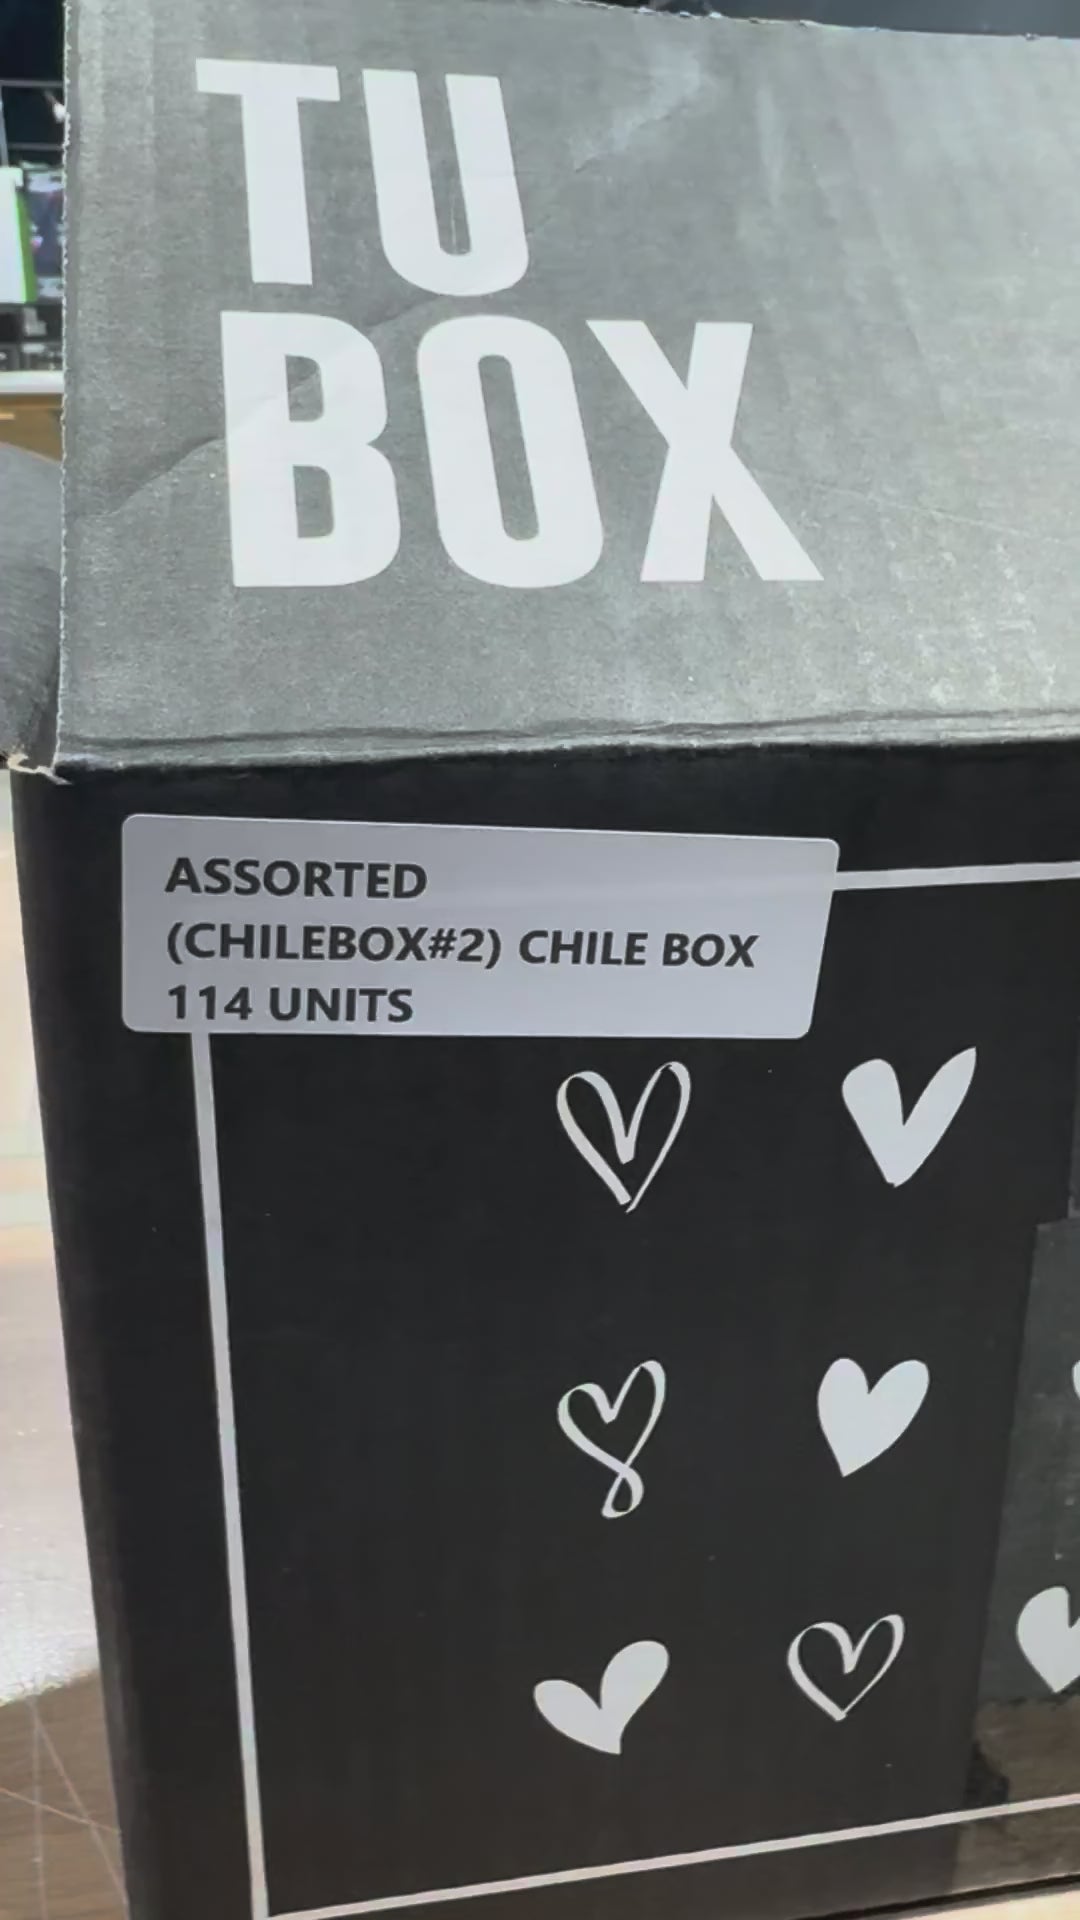 TU
BOX
ASSORTED
(CHILEBOX#2) CHILE BOX
114 UNITS